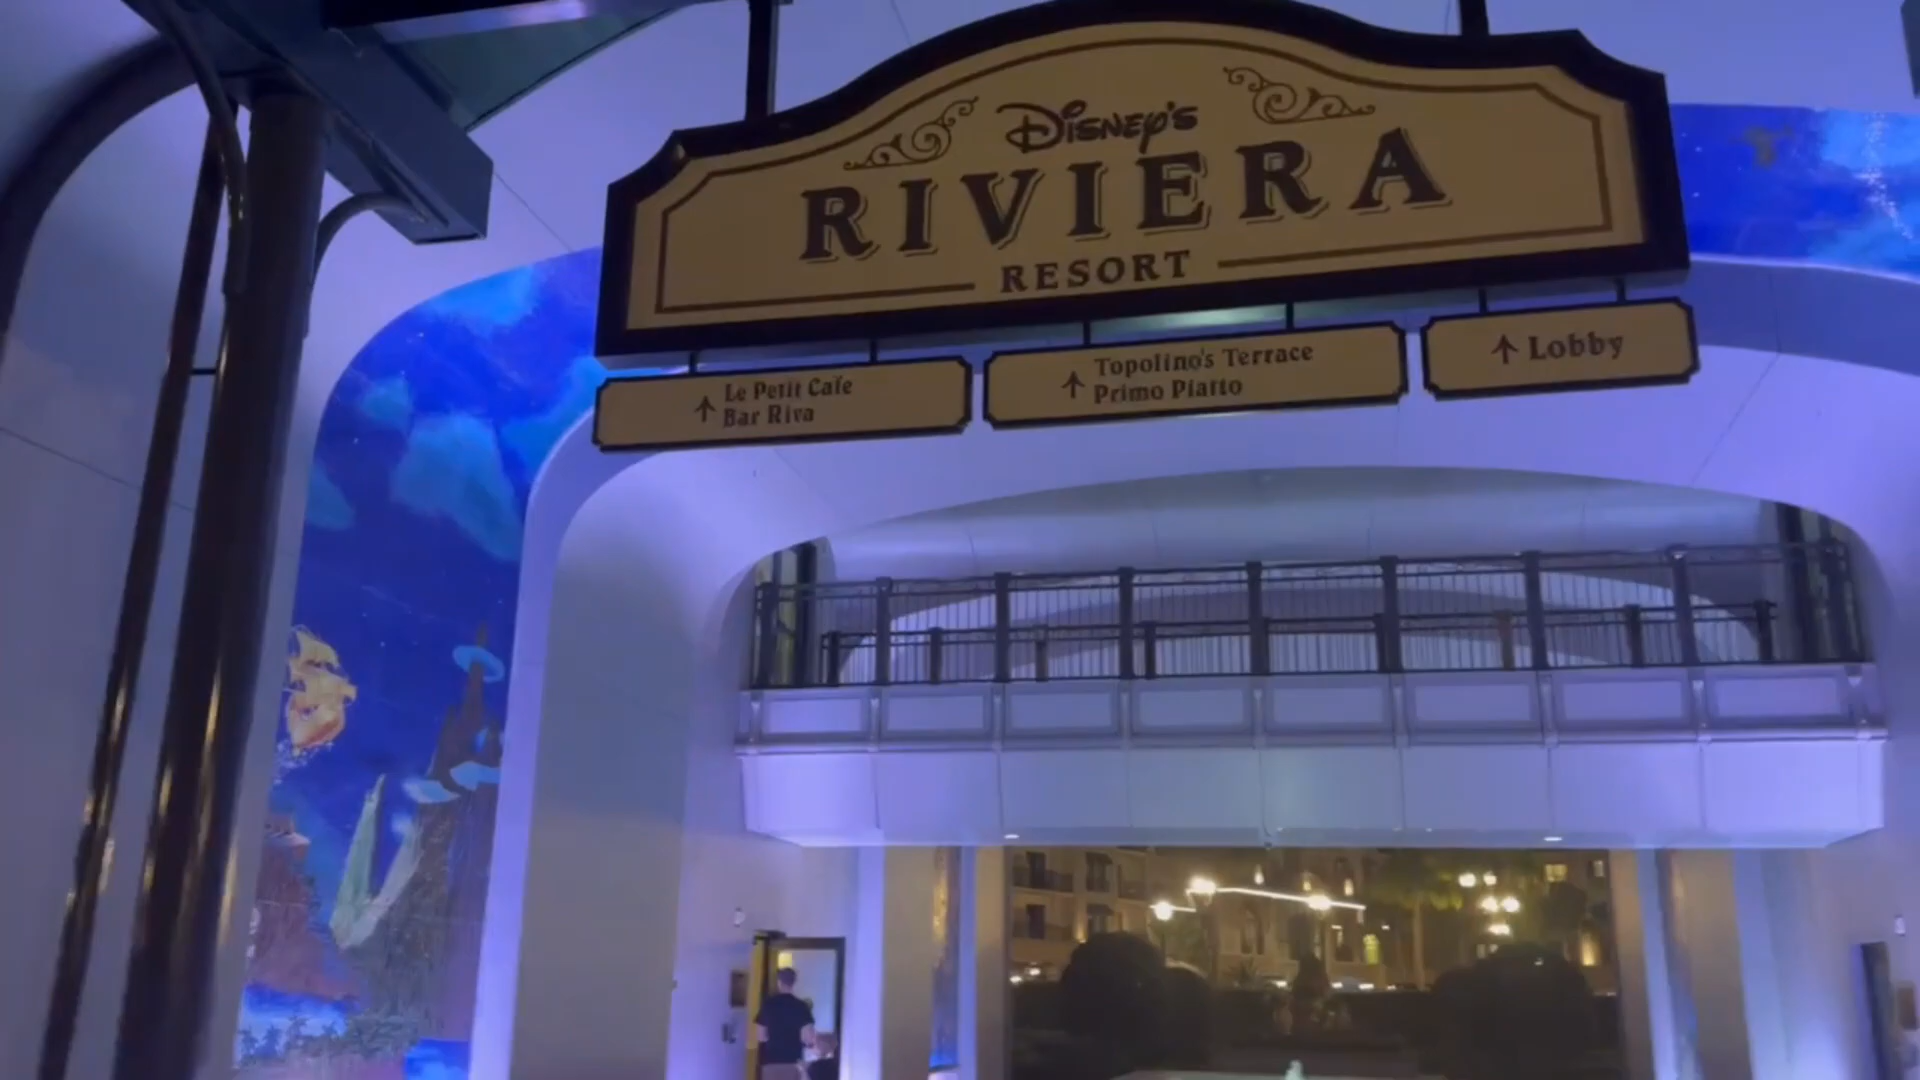 Disney's
RIVIERA
RESORT
↑ Le Petit Cafe
Bar Riva
↑ Topolino's Terrace
Primo Piatto
↑ Lobby